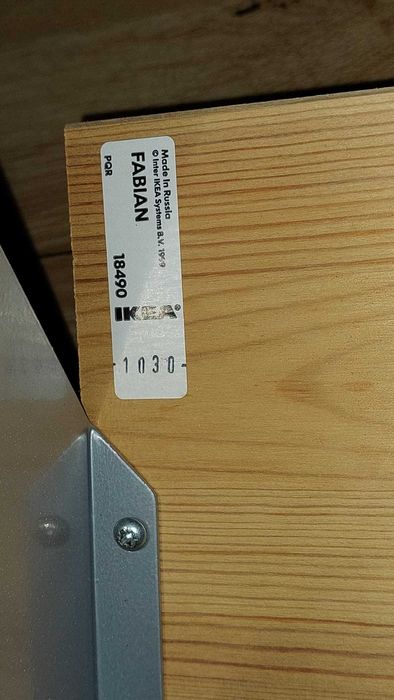 Made in Russia
© Inter IKEA Systems B.V. 1999
FABIAN
PQR
18490
IKEA®
-1030-